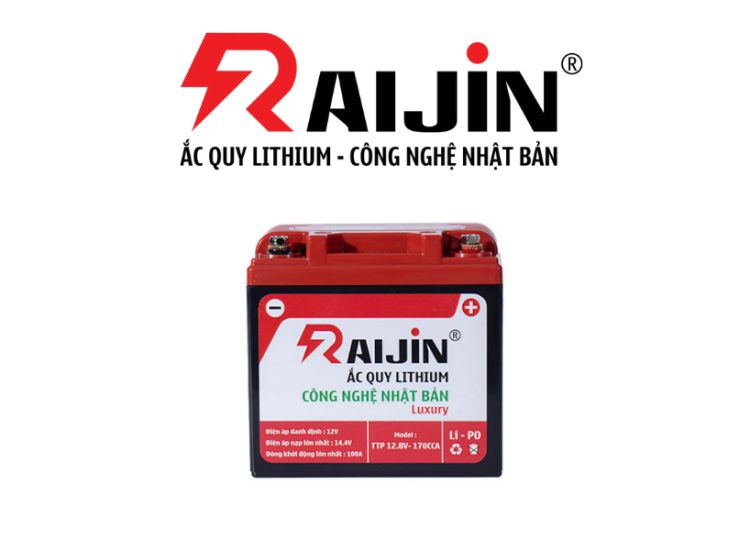 RAIJIN®
ẮC QUY LITHIUM - CÔNG NGHỆ NHẬT BẢN
RAIJIN®
ẮC QUY LITHIUM
CÔNG NGHỆ NHẬT BẢN
Luxury
Điện áp danh định : 12V
Điện áp nạp lớn nhất : 14.4V
Dòng khởi động lớn nhất : 100A
Model :
TTP 12.8V- 170CCA
Li - PO